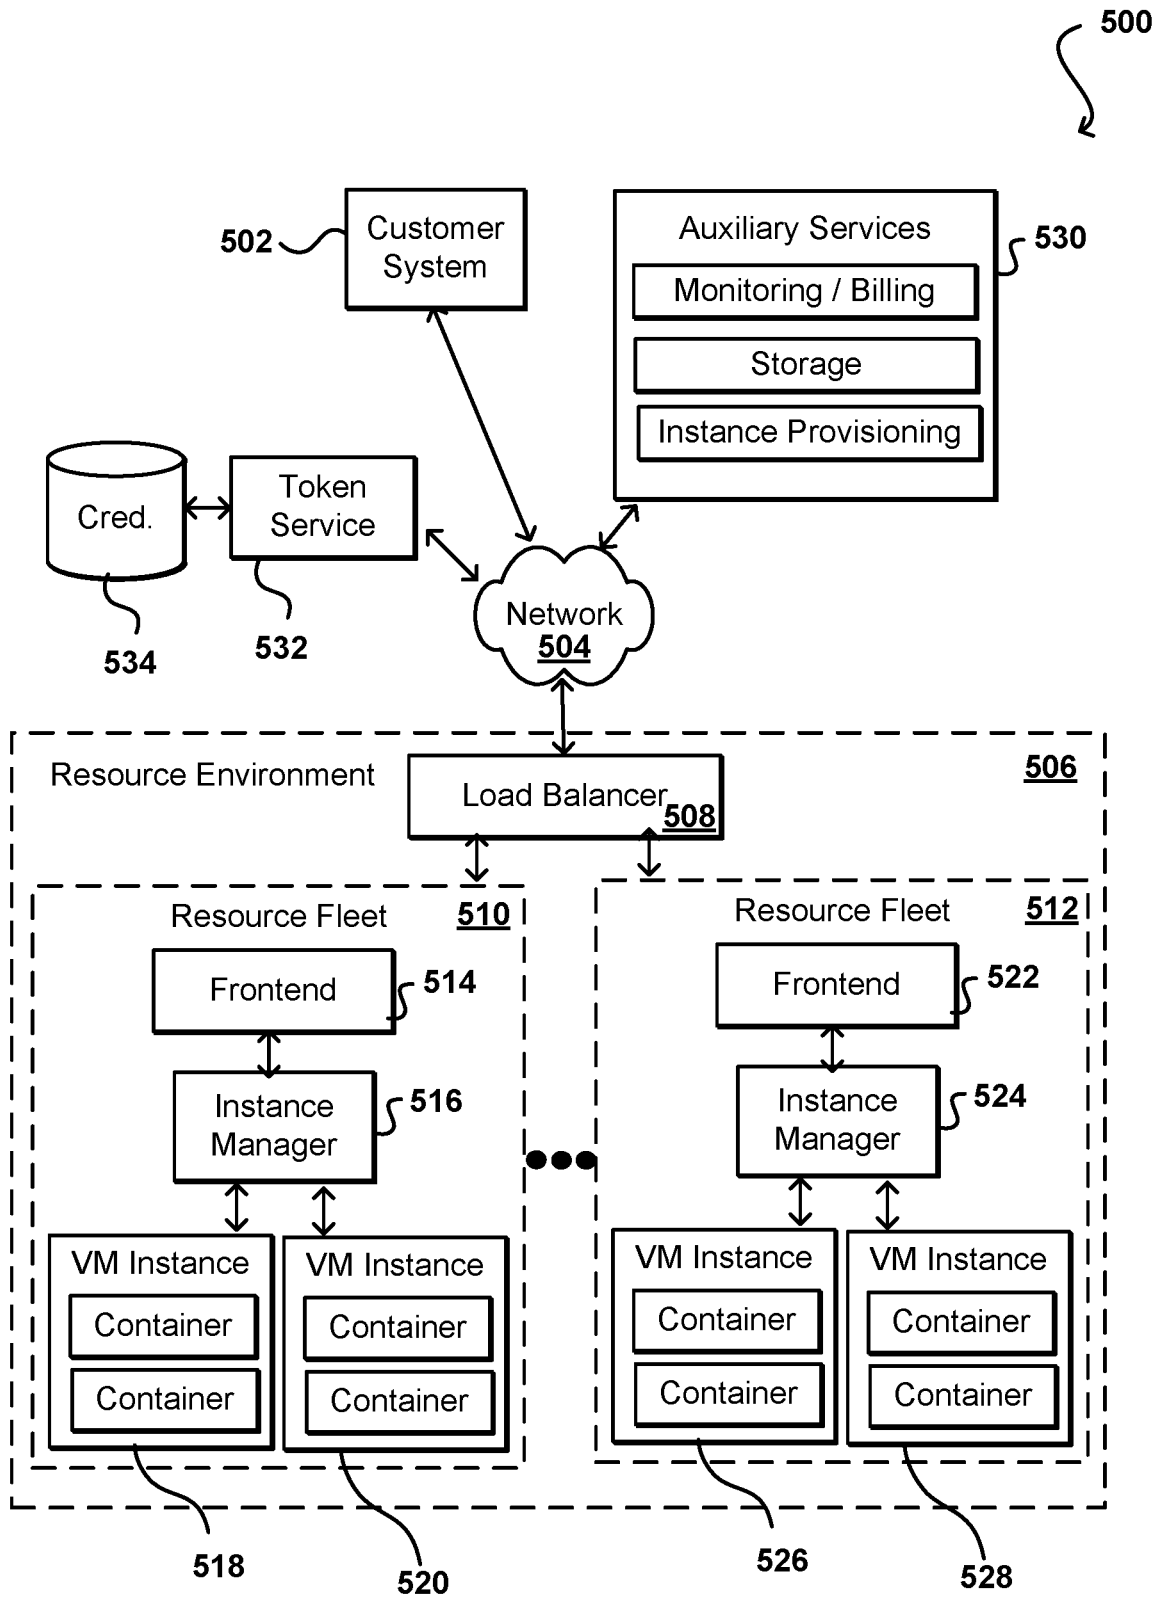 500
Customer
System
502
Auxiliary Services
530
Monitoring / Billing
Storage
Instance Provisioning
Cred.
Token
Service
534
532
Network
504
Resource Environment
506
Load Balancer
508
Resource Fleet
510
Frontend
514
Instance
Manager
516
VM Instance
Container
Container
VM Instance
Container
Container
518
520
Resource Fleet
512
Frontend
522
Instance
Manager
524
VM Instance
Container
Container
VM Instance
Container
Container
526
528